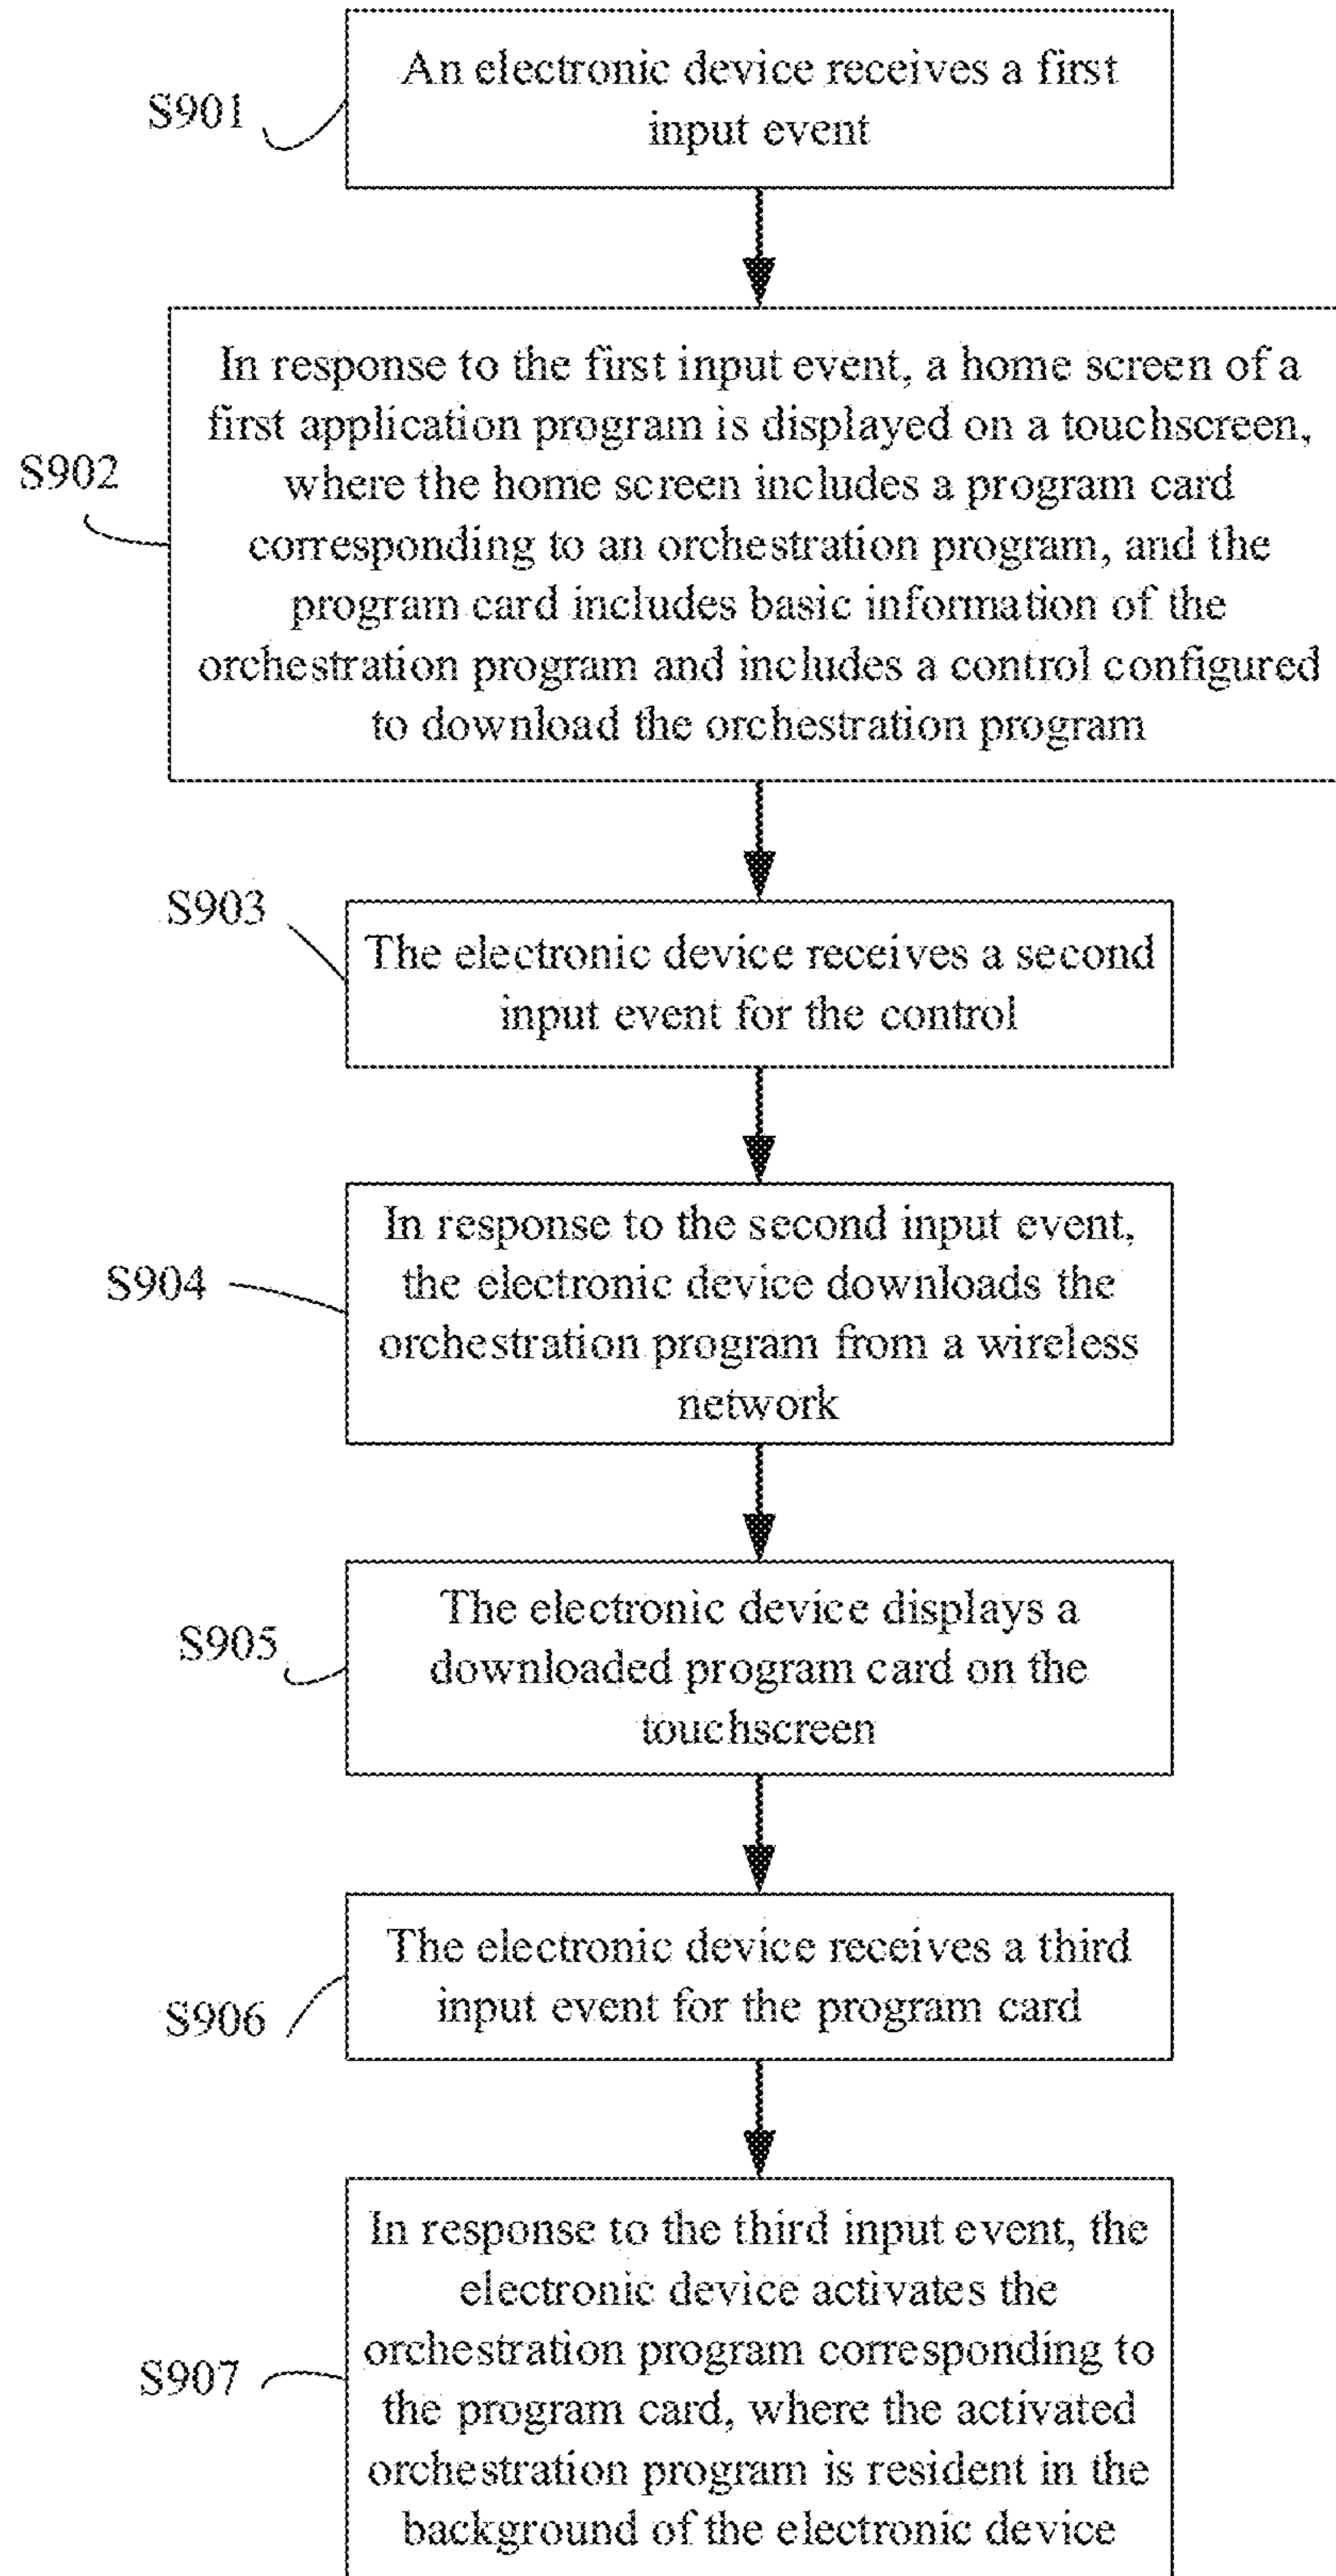 An electronic device receives a first
input event
S901
In response to the first input event, a home screen of a
first application program is displayed on a touchscreen,
where the home screen includes a program card
corresponding to an orchestration program, and the
program card includes basic information of the
orchestration program and includes a control configured
to download the orchestration program
S902
S903
The electronic device receives a second
input event for the control
In response to the second input event,
the electronic device downloads the
orchestration program from a wireless
network
S904
The electronic device displays a
downloaded program card on the
touchscreen
S905
The electronic device receives a third
input event for the program card
S906
In response to the third input event, the
electronic device activates the
orchestration program corresponding to
the program card, where the activated
orchestration program is resident in the
background of the electronic device
S907